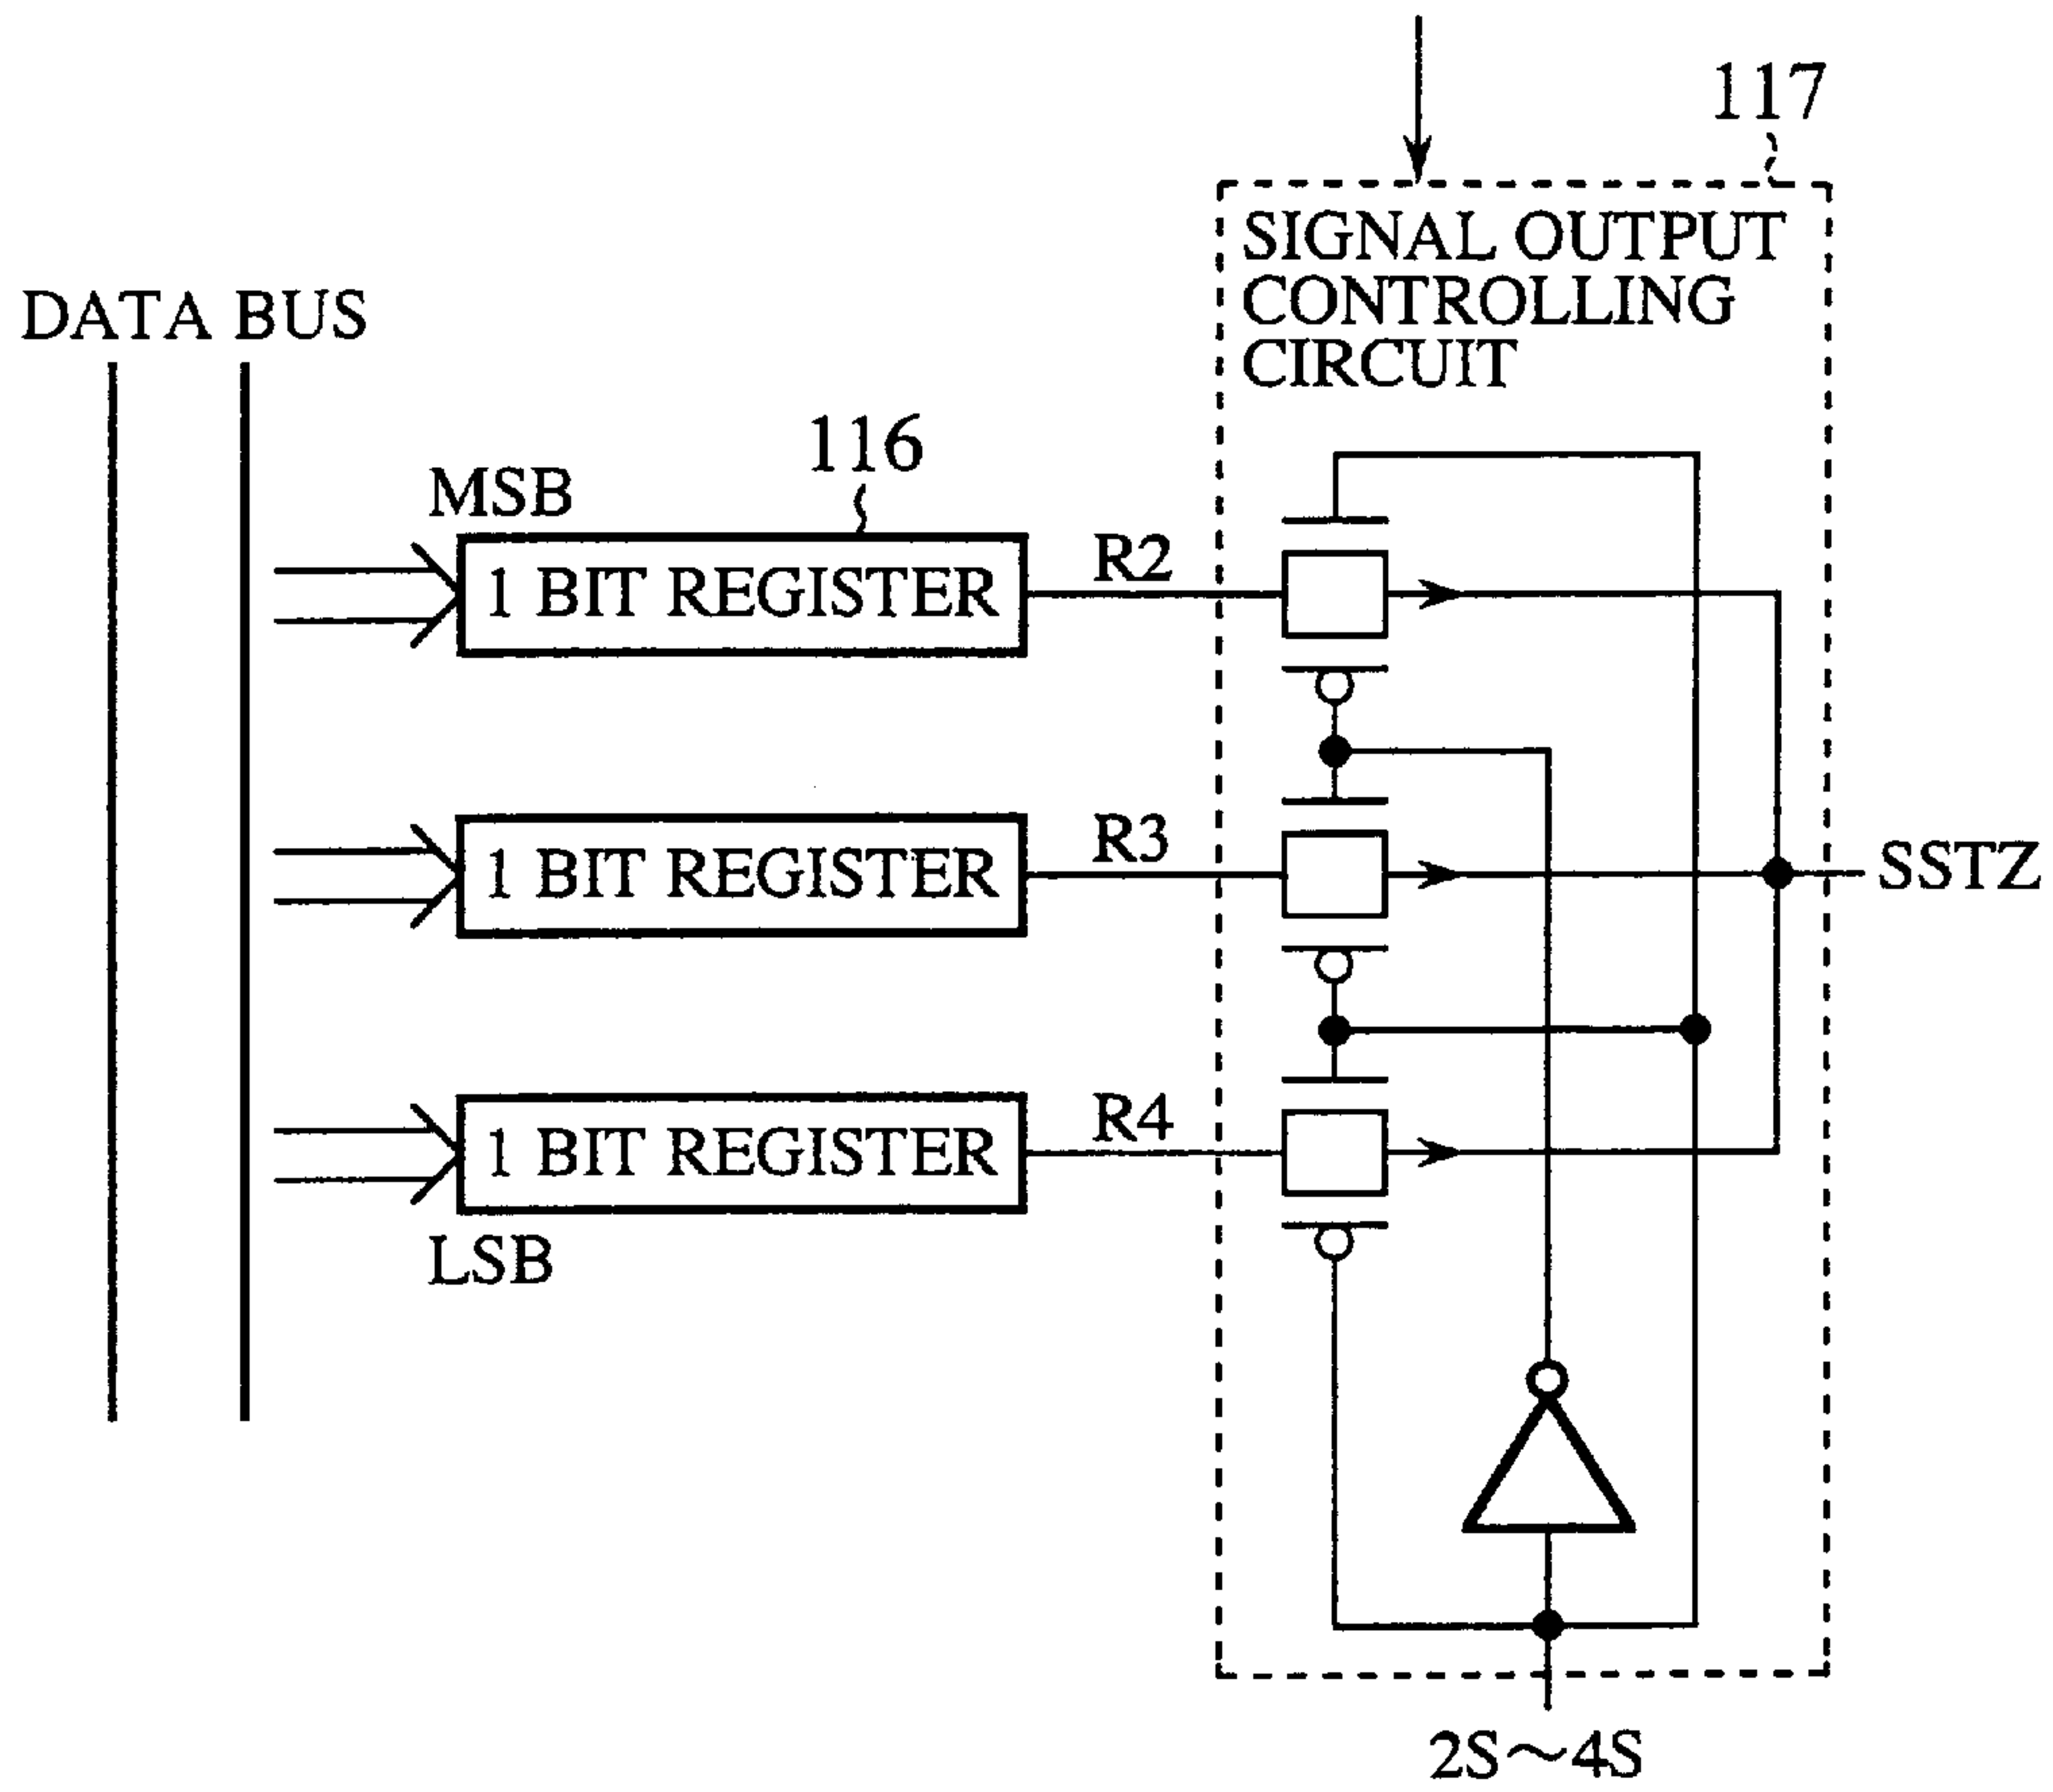 117
SIGNAL OUTPUT
CONTROLLING
CIRCUIT
DATA BUS
116
MSB
1 BIT REGISTER
R2
1 BIT REGISTER
R3
SSTZ
1 BIT REGISTER
R4
LSB
2S～4S